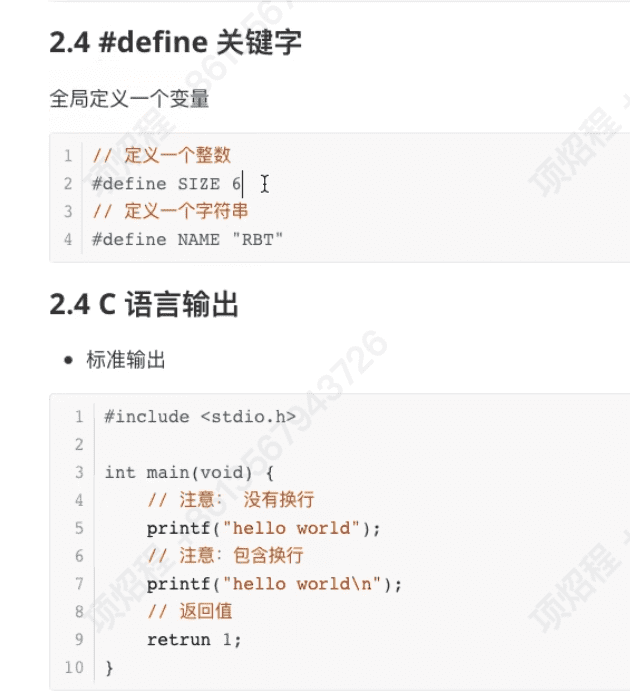 2.4 #define 关键字
全局定义一个变量
1 // 定义一个整数
2 #define SIZE 6
3 // 定义一个字符串
4 #define NAME "RBT"
2.4 C 语言输出
• 标准输出
1 #include <stdio.h>
2
3 int main(void) {
4     // 注意： 没有换行
5     printf("hello world");
6     // 注意：包含换行
7     printf("hello world\n");
8     // 返回值
9     retrun 1;
10 }